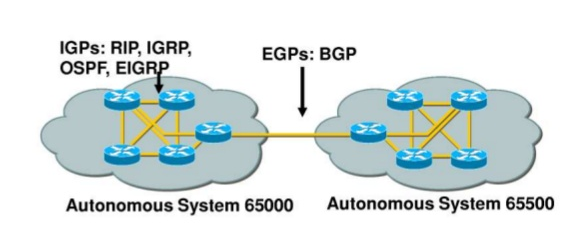 IGPs: RIP, IGRP,
OSPF, EIGRP
EGPs: BGP
Autonomous System 65000
Autonomous System 65500